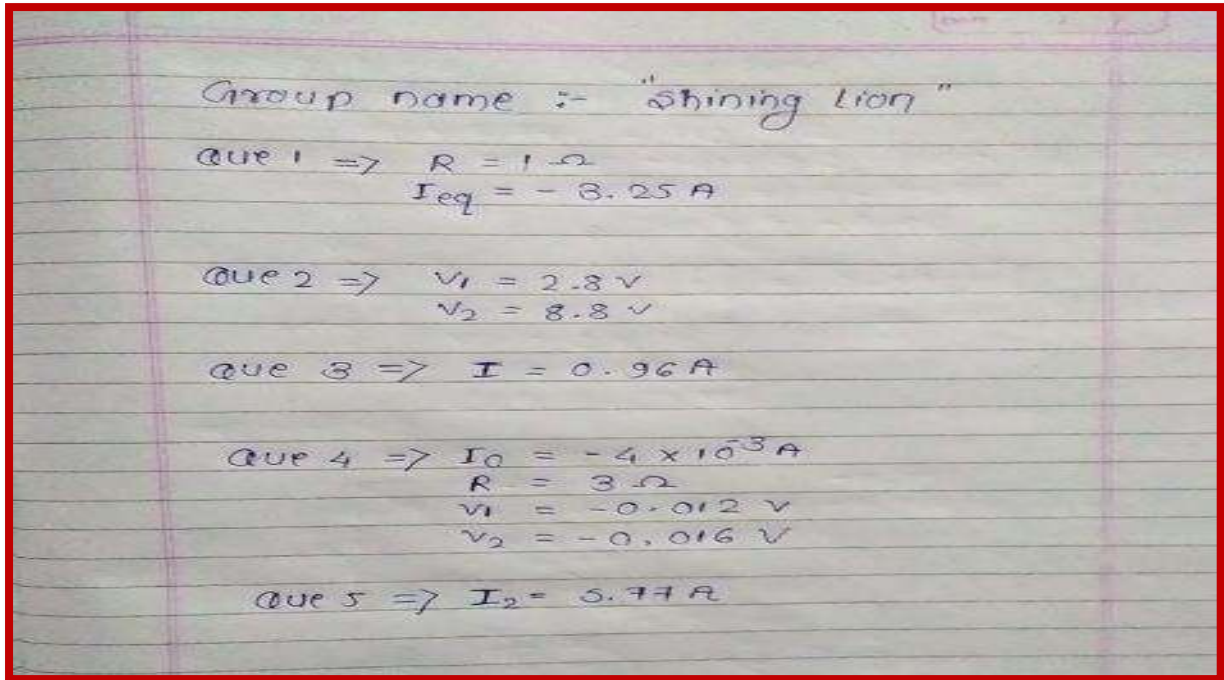 Group name :- "Shining Lion"
Que 1 => R = 1 Ω
Ieq = - 3.25 A
Que 2 => V1 = 2.8 V
V2 = 8.8 V
Que 3 => I = 0.96 A
Que 4 => I0 = - 4 × 10⁻³ A
R = 3 Ω
V1 = - 0.012 V
V2 = - 0.016 V
Que 5 => I2 = 5.77 A